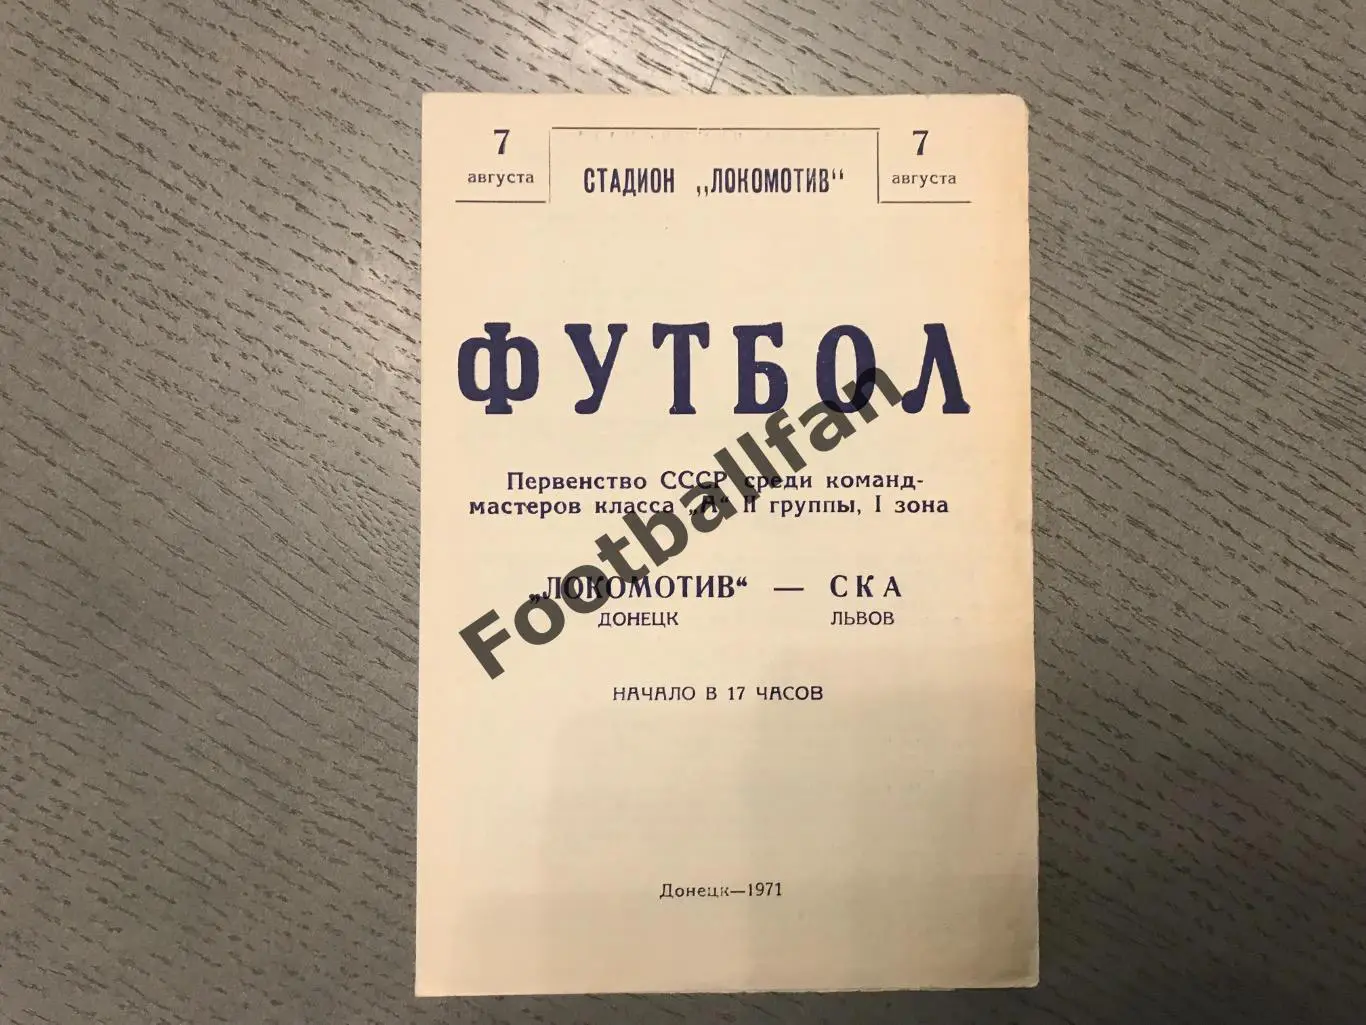 7 августа
СТАДИОН „ЛОКОМОТИВ“
7 августа
ФУТБОЛ
Первенство СССР среди команд-
мастеров класса „А“ II группы, I зона
„ЛОКОМОТИВ“ — СКА
ДОНЕЦК ЛЬВОВ
НАЧАЛО В 17 ЧАСОВ
Донецк—1971
Footballfan